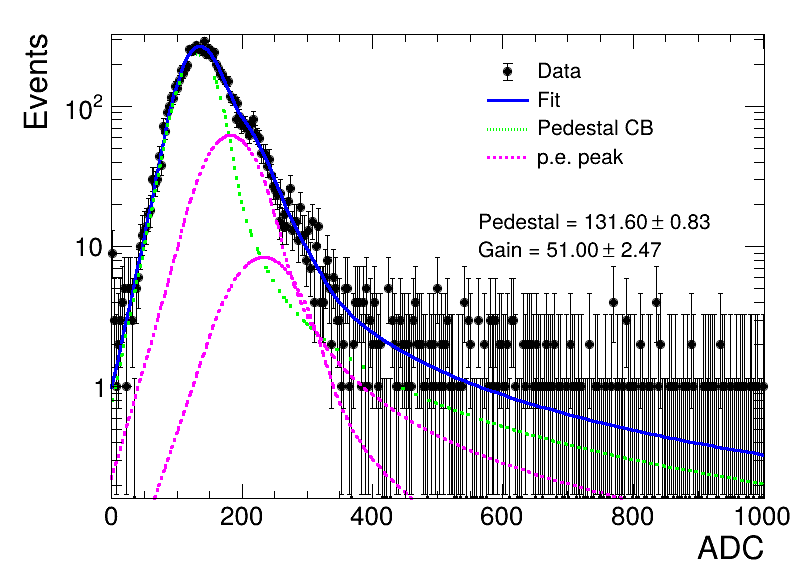 Events
10²
10
1
Data
Fit
Pedestal CB
p.e. peak
Pedestal = 131.60 ± 0.83
Gain = 51.00 ± 2.47
0 200 400 600 800 1000
ADC